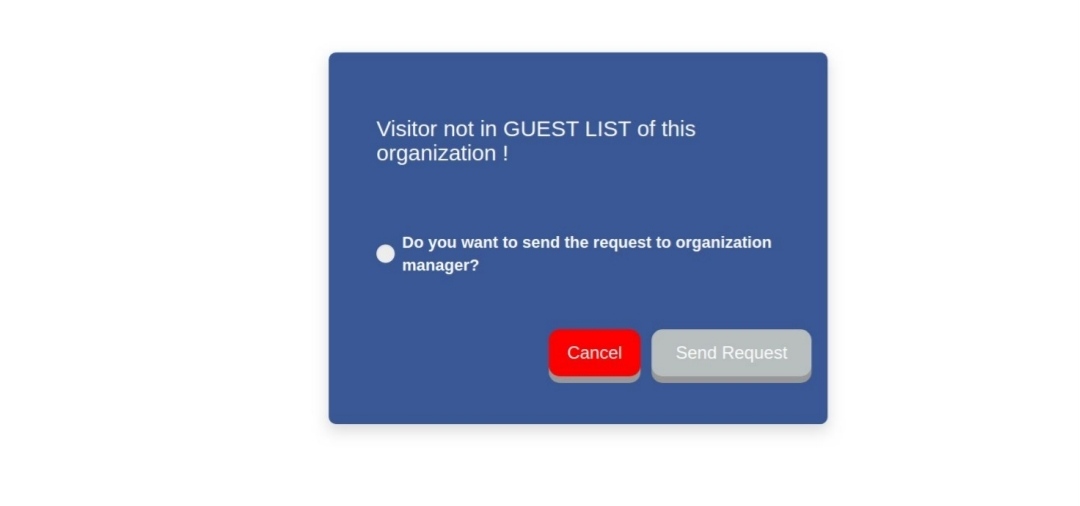 Visitor not in GUEST LIST of this
organization !
Do you want to send the request to organization
manager?
Cancel
Send Request